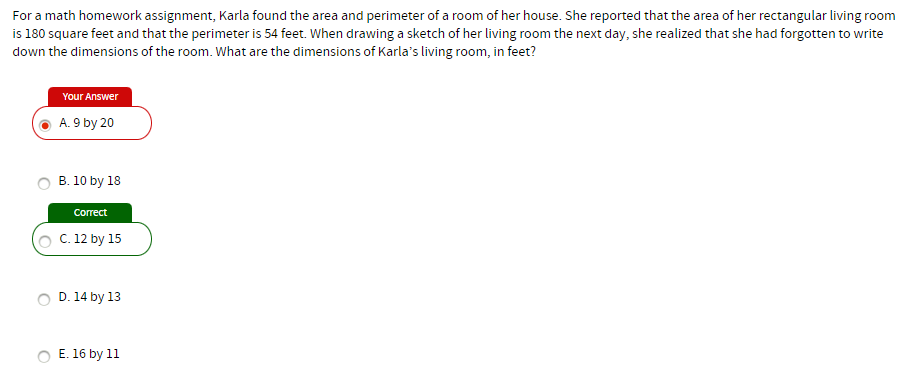 For a math homework assignment, Karla found the area and perimeter of a room of her house. She reported that the area of her rectangular living room
is 180 square feet and that the perimeter is 54 feet. When drawing a sketch of her living room the next day, she realized that she had forgotten to write
down the dimensions of the room. What are the dimensions of Karla's living room, in feet?
Your Answer
A. 9 by 20
B. 10 by 18
Correct
C. 12 by 15
D. 14 by 13
E. 16 by 11